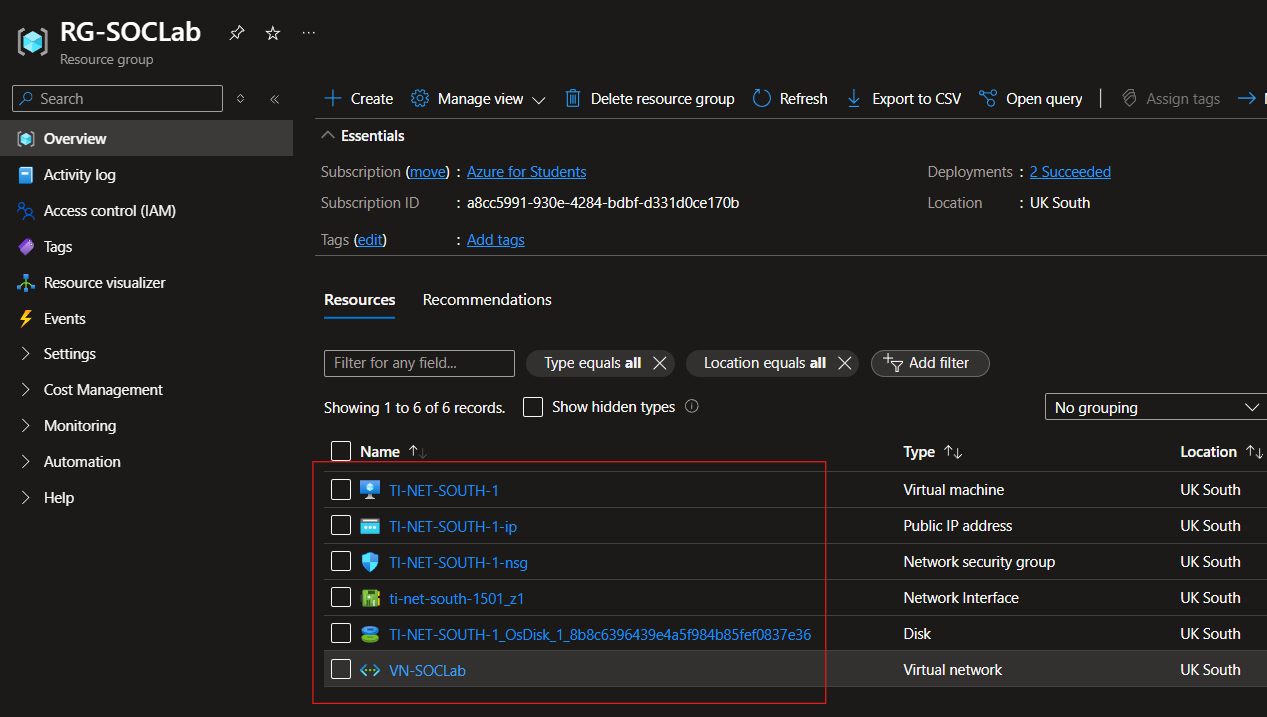 RG-SOCLab
Resource group
Search
Overview
Activity log
Access control (IAM)
Tags
Resource visualizer
Events
Settings
Cost Management
Monitoring
Automation
Help
Create Manage view Delete resource group Refresh Export to CSV Open query Assign tags
Essentials
Subscription (move) : Azure for Students
Deployments : 2 Succeeded
Subscription ID : a8cc5991-930e-4284-bdbf-d331d0ce170b
Location : UK South
Tags (edit) : Add tags
Resources Recommendations
Filter for any field... Type equals all Location equals all Add filter
Showing 1 to 6 of 6 records. Show hidden types No grouping
Name Type Location
TI-NET-SOUTH-1 Virtual machine UK South
TI-NET-SOUTH-1-ip Public IP address UK South
TI-NET-SOUTH-1-nsg Network security group UK South
ti-net-south-1501_z1 Network Interface UK South
TI-NET-SOUTH-1_OsDisk_1_8b8c6396439e4a5f984b85fef0837e36 Disk UK South
VN-SOCLab Virtual network UK South